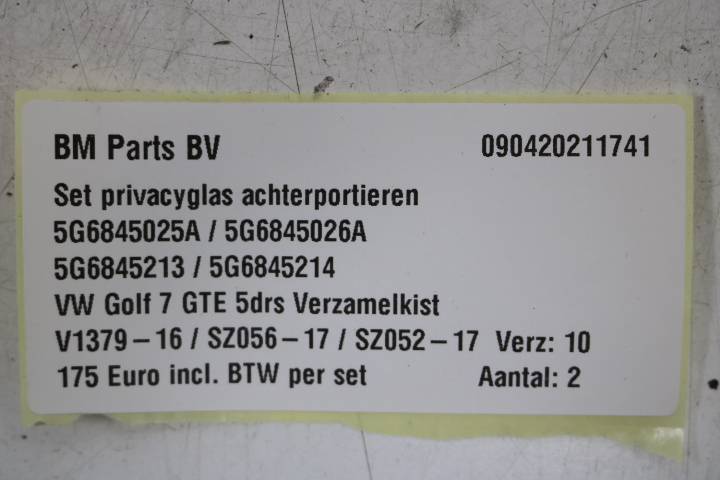 BM Parts BV 090420211741
Set privacyglas achterportieren
5G6845025A / 5G6845026A
5G6845213 / 5G6845214
VW Golf 7 GTE 5drs Verzamelkist
V1379-16 / SZ056-17 / SZ052-17 Verz: 10
175 Euro incl. BTW per set Aantal: 2